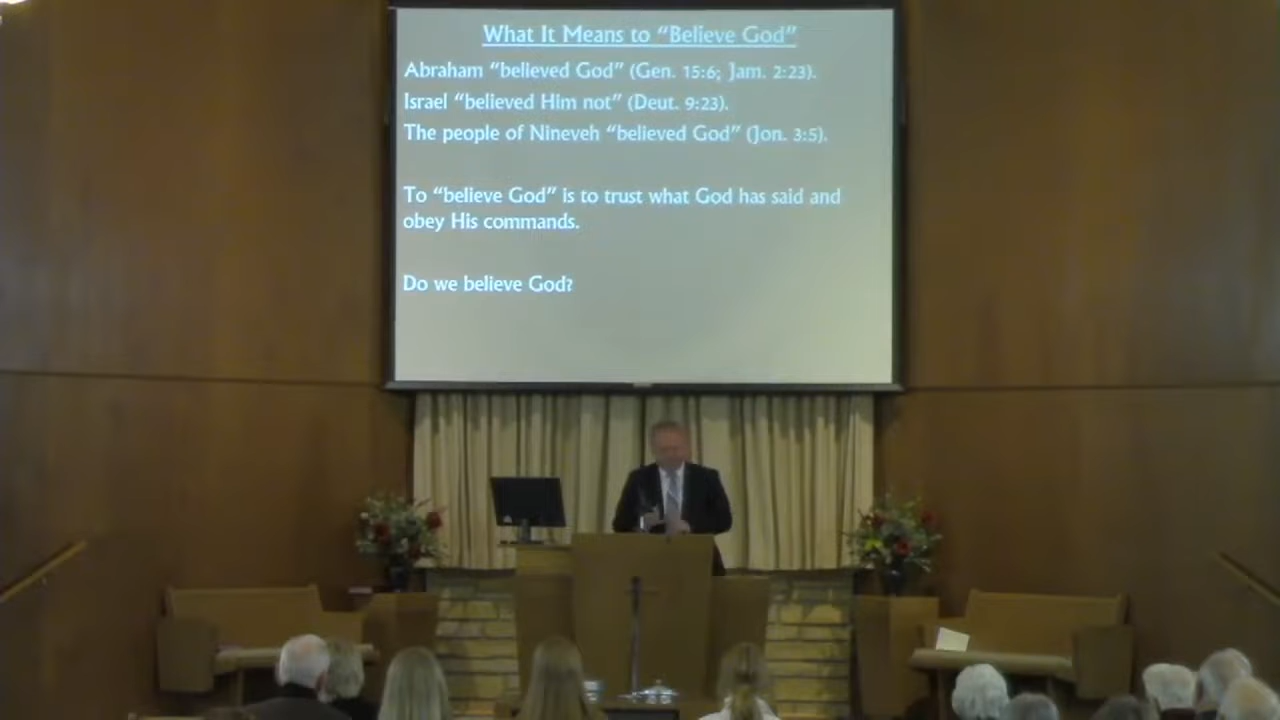 What It Means to “Believe God”
Abraham “believed God” (Gen. 15:6; Jam. 2:23).
Israel “believed Him not” (Deut. 9:23).
The people of Nineveh “believed God” (Jon. 3:5).
To “believe God” is to trust what God has said and
obey His commands.
Do we believe God?